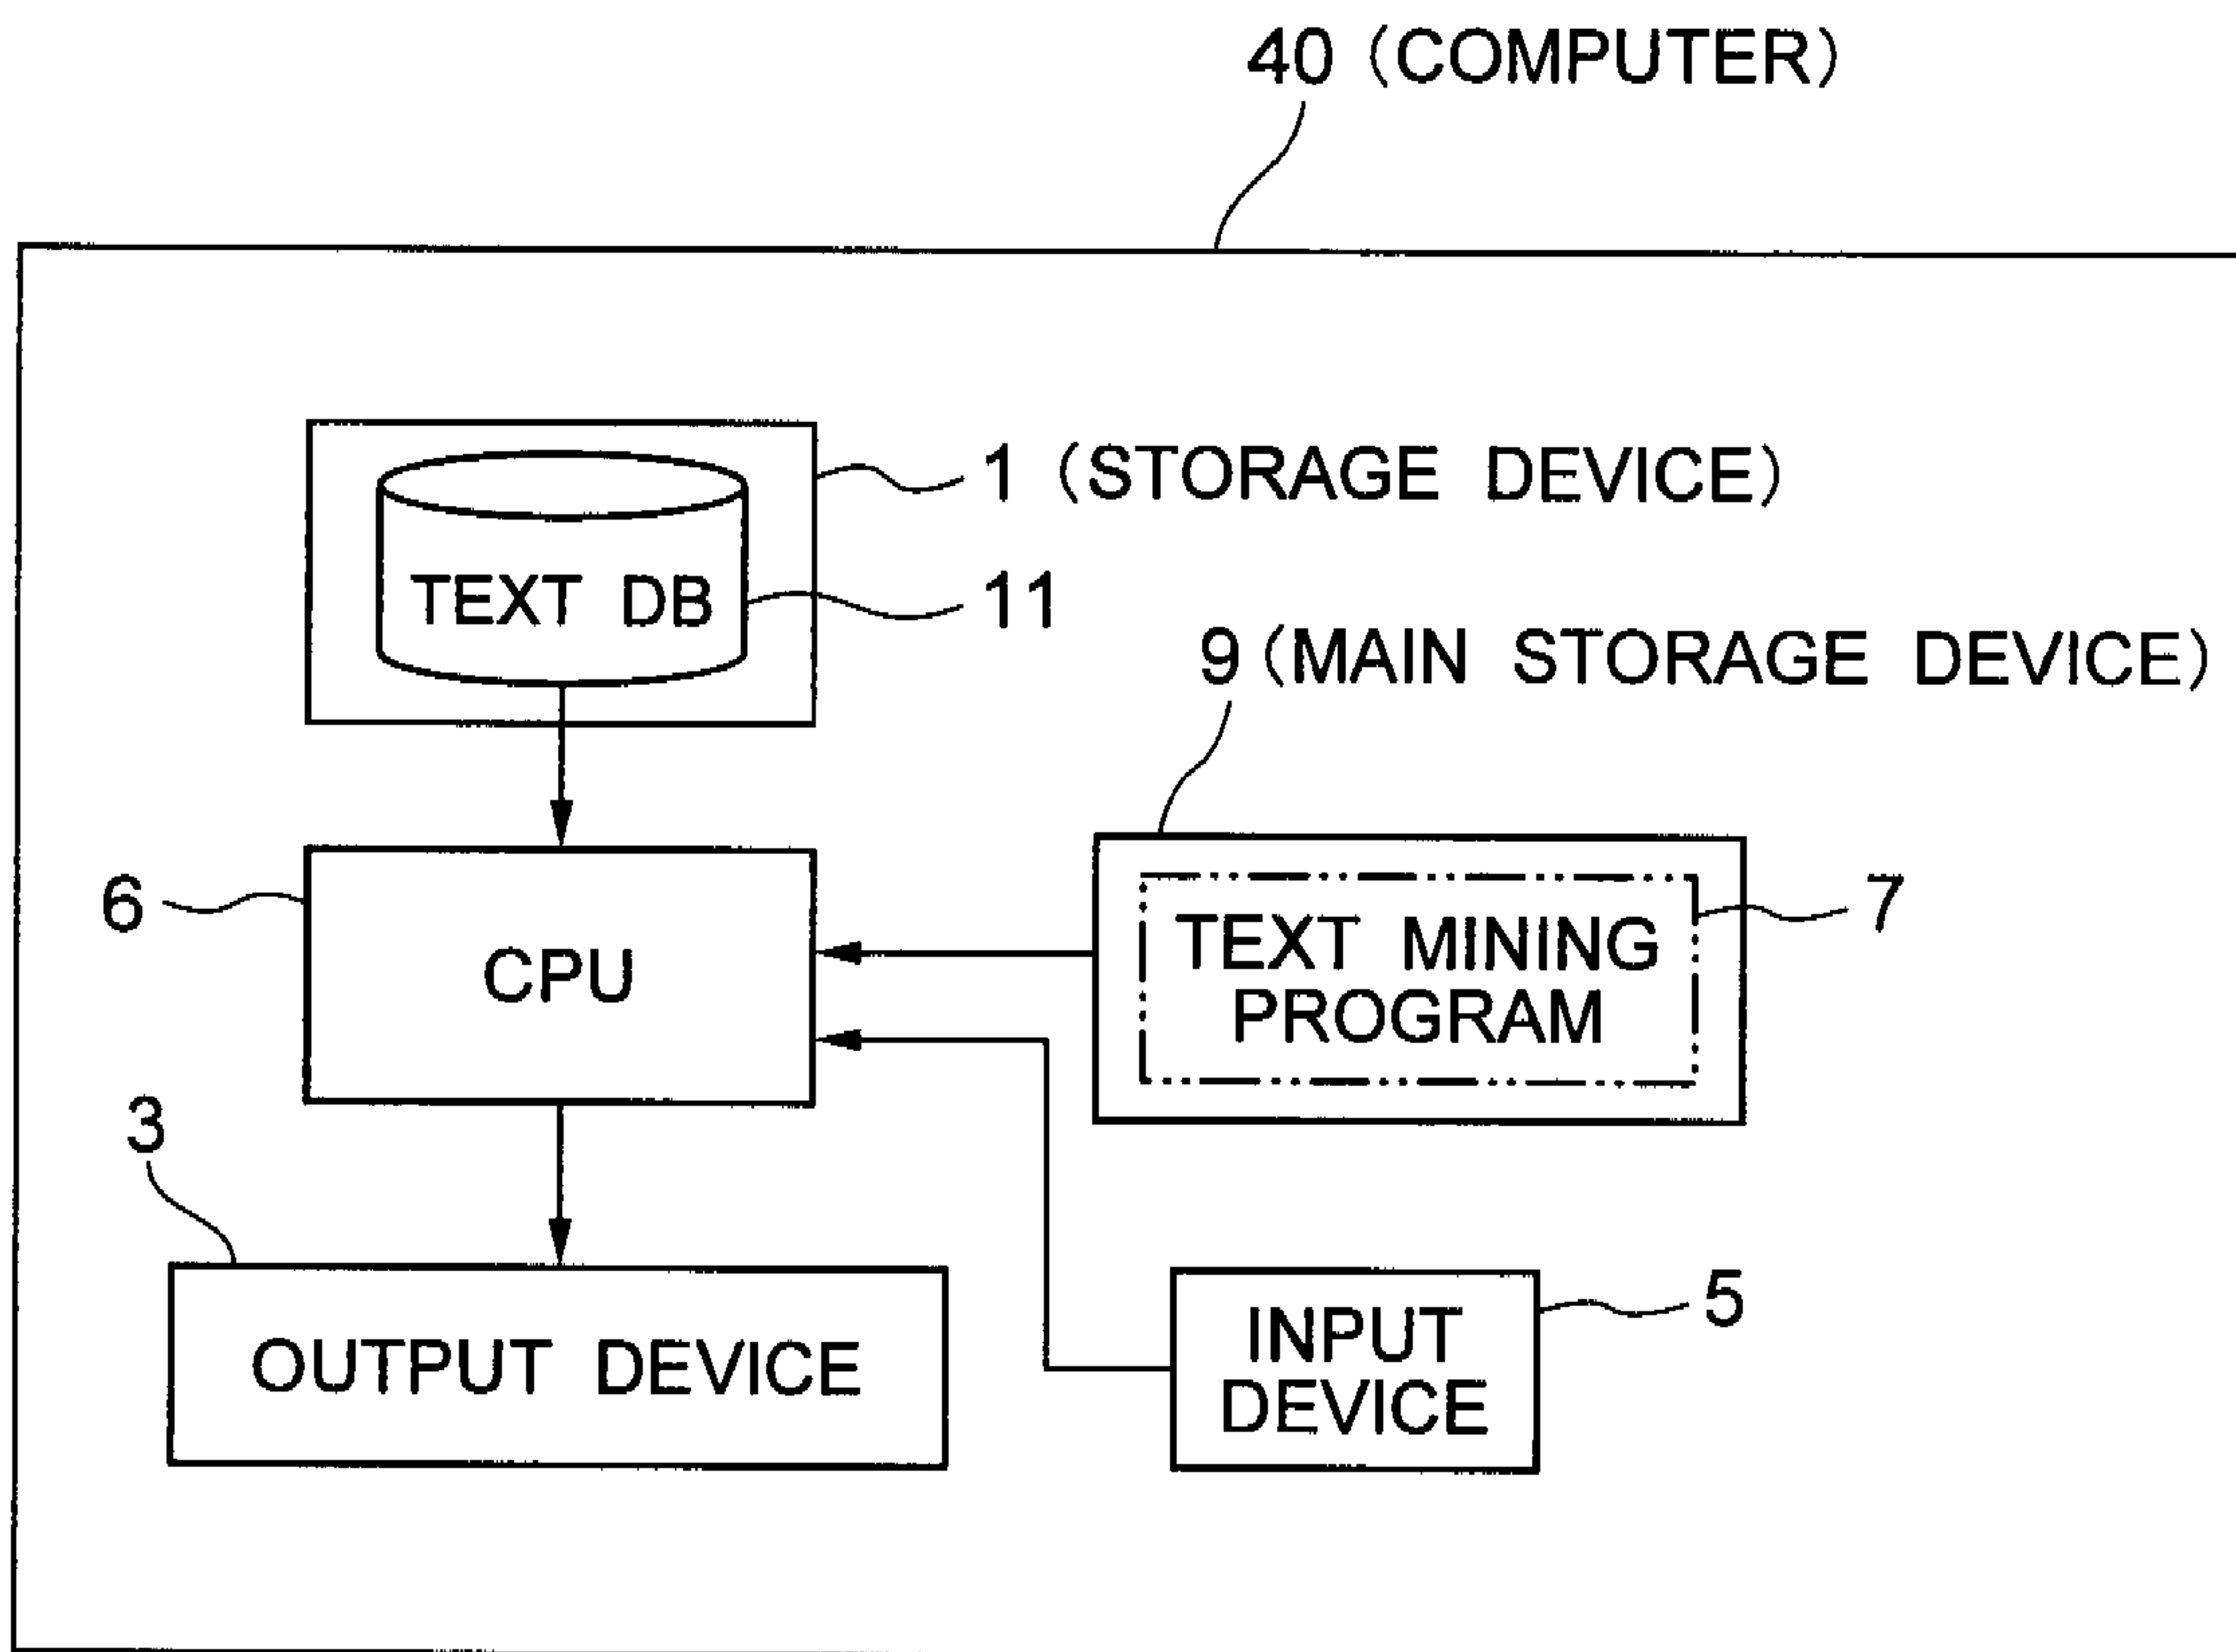 40 (COMPUTER)
1 (STORAGE DEVICE)
TEXT DB
11
9 (MAIN STORAGE DEVICE)
6
CPU
TEXT MINING
PROGRAM
7
3
OUTPUT DEVICE
INPUT
DEVICE
5